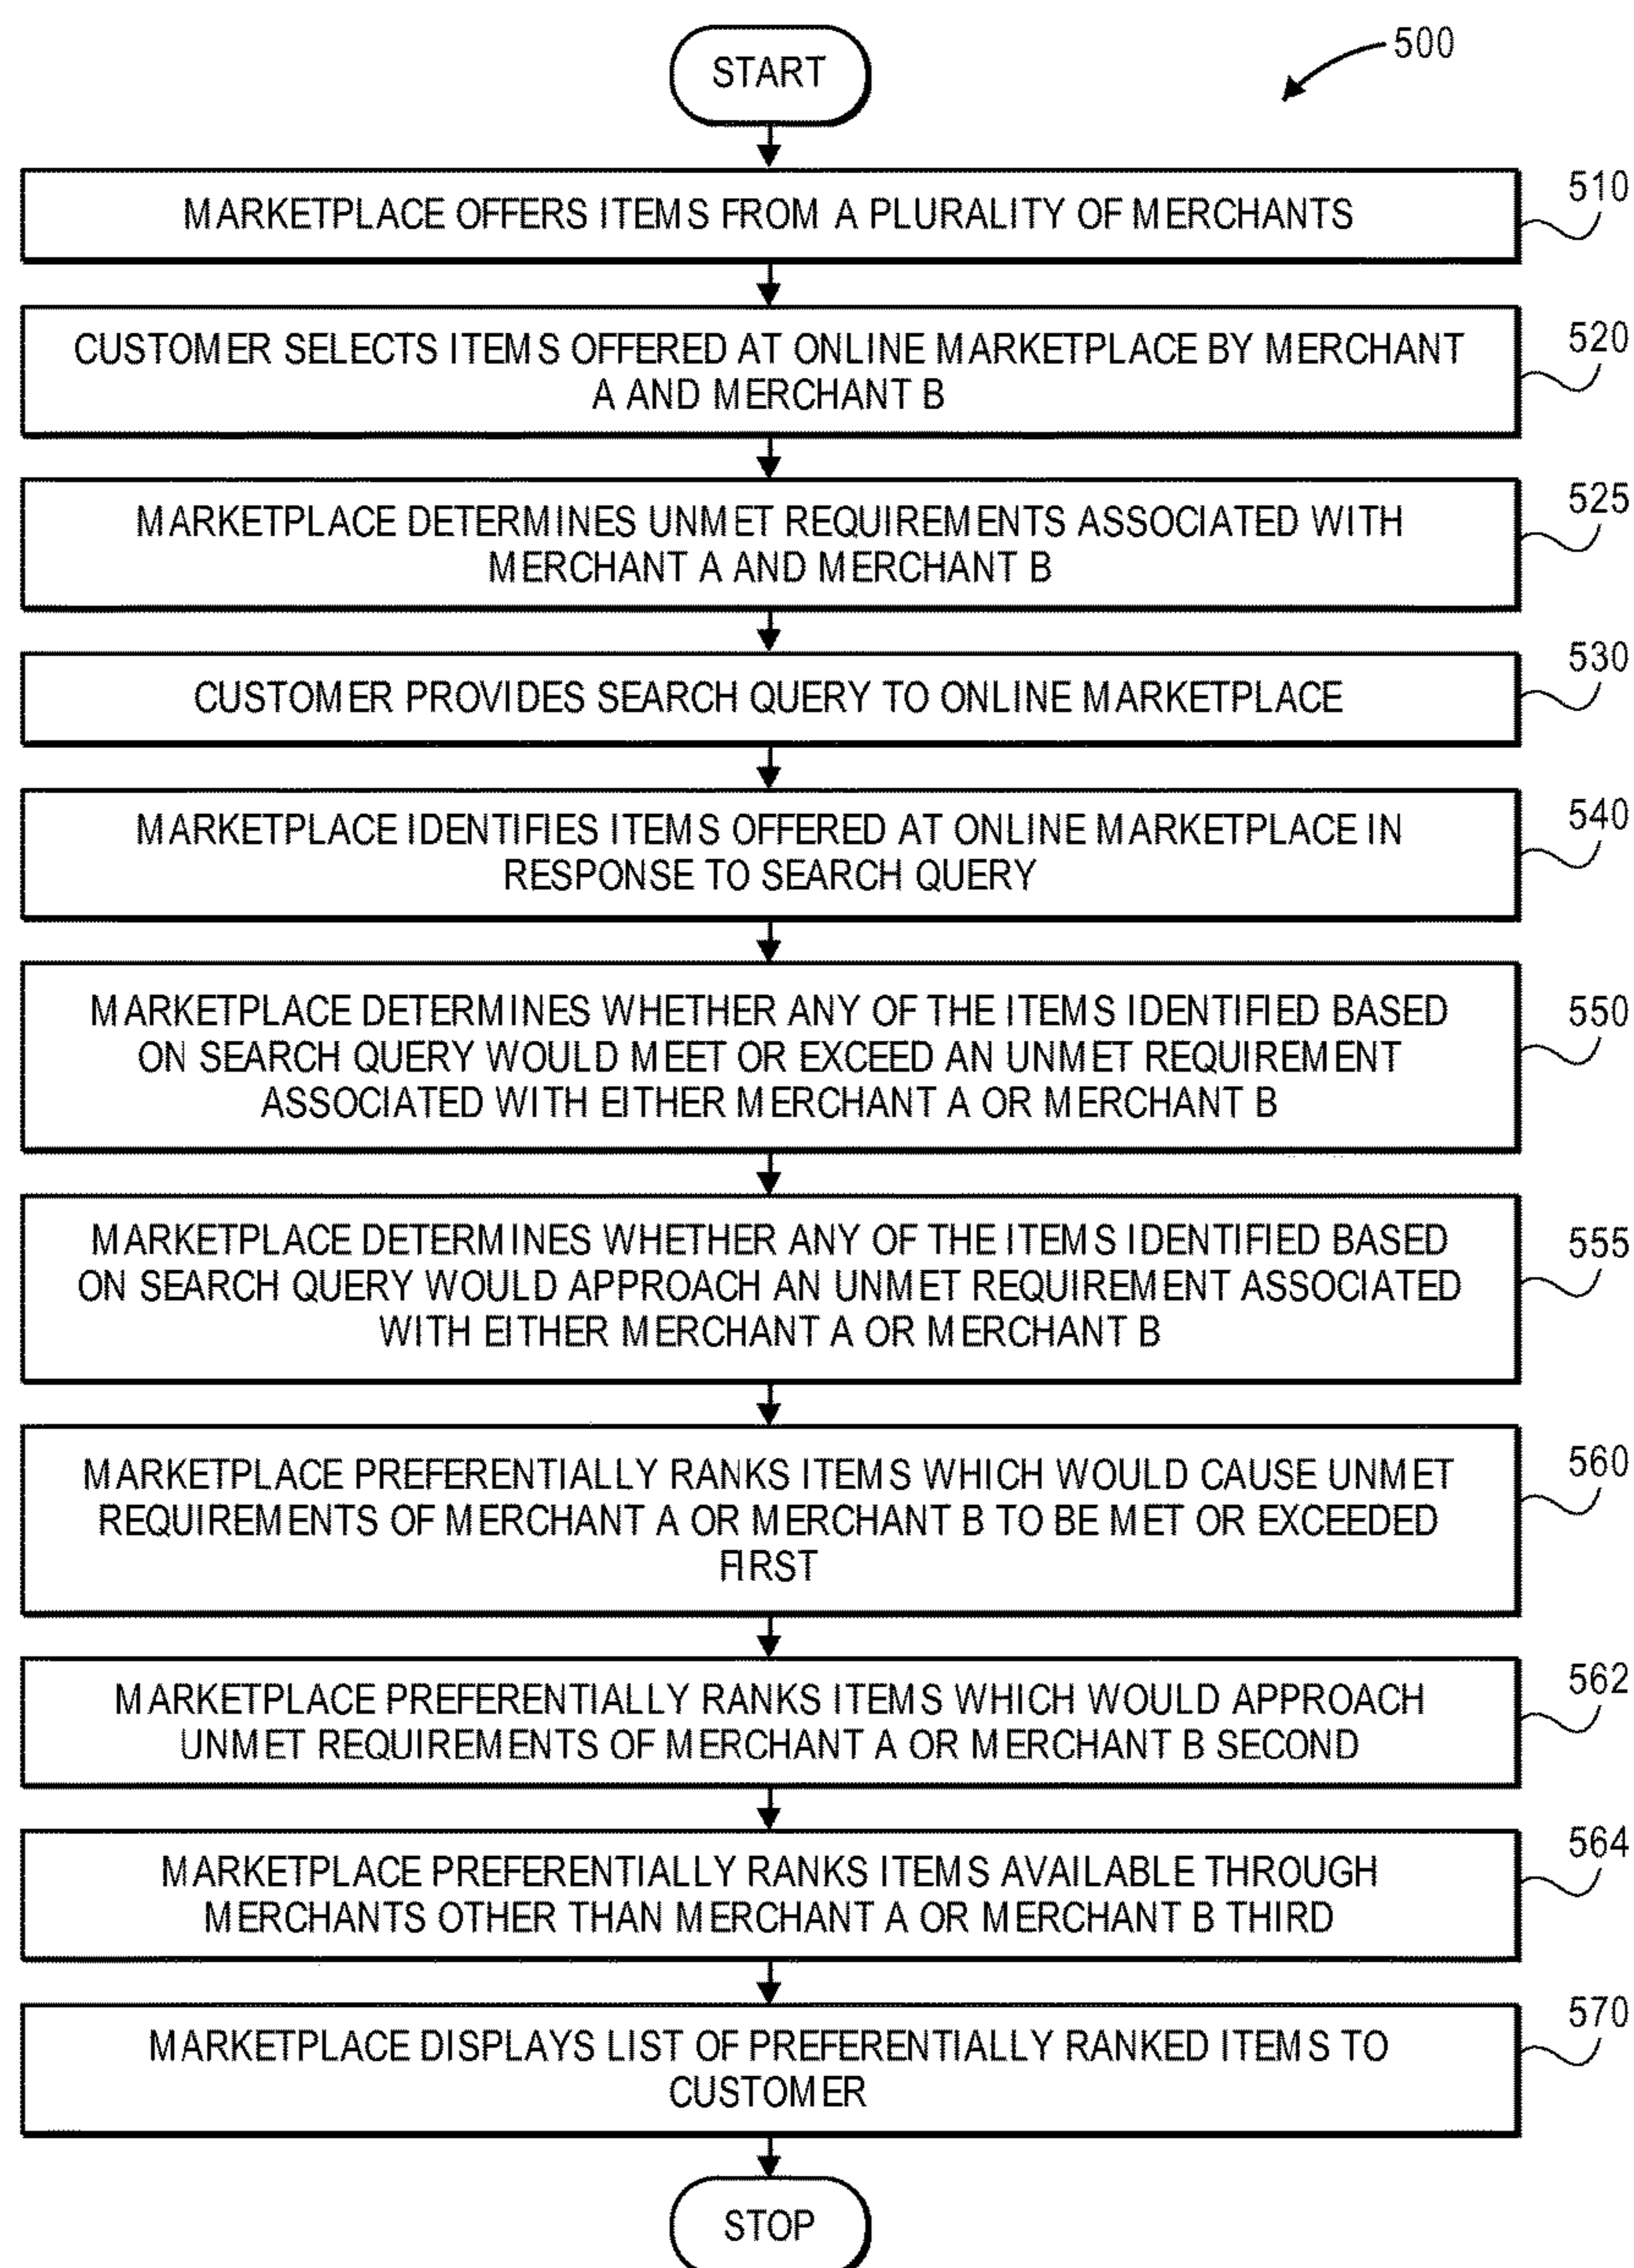 START
500
MARKETPLACE OFFERS ITEMS FROM A PLURALITY OF MERCHANTS
510
CUSTOMER SELECTS ITEMS OFFERED AT ONLINE MARKETPLACE BY MERCHANT
A AND MERCHANT B
520
MARKETPLACE DETERMINES UNMET REQUIREMENTS ASSOCIATED WITH
MERCHANT A AND MERCHANT B
525
CUSTOMER PROVIDES SEARCH QUERY TO ONLINE MARKETPLACE
530
MARKETPLACE IDENTIFIES ITEMS OFFERED AT ONLINE MARKETPLACE IN
RESPONSE TO SEARCH QUERY
540
MARKETPLACE DETERMINES WHETHER ANY OF THE ITEMS IDENTIFIED BASED
ON SEARCH QUERY WOULD MEET OR EXCEED AN UNMET REQUIREMENT
ASSOCIATED WITH EITHER MERCHANT A OR MERCHANT B
550
MARKETPLACE DETERMINES WHETHER ANY OF THE ITEMS IDENTIFIED BASED
ON SEARCH QUERY WOULD APPROACH AN UNMET REQUIREMENT ASSOCIATED
WITH EITHER MERCHANT A OR MERCHANT B
555
MARKETPLACE PREFERENTIALLY RANKS ITEMS WHICH WOULD CAUSE UNMET
REQUIREMENTS OF MERCHANT A OR MERCHANT B TO BE MET OR EXCEEDED
FIRST
560
MARKETPLACE PREFERENTIALLY RANKS ITEMS WHICH WOULD APPROACH
UNMET REQUIREMENTS OF MERCHANT A OR MERCHANT B SECOND
562
MARKETPLACE PREFERENTIALLY RANKS ITEMS AVAILABLE THROUGH
MERCHANTS OTHER THAN MERCHANT A OR MERCHANT B THIRD
564
MARKETPLACE DISPLAYS LIST OF PREFERENTIALLY RANKED ITEMS TO
CUSTOMER
570
STOP